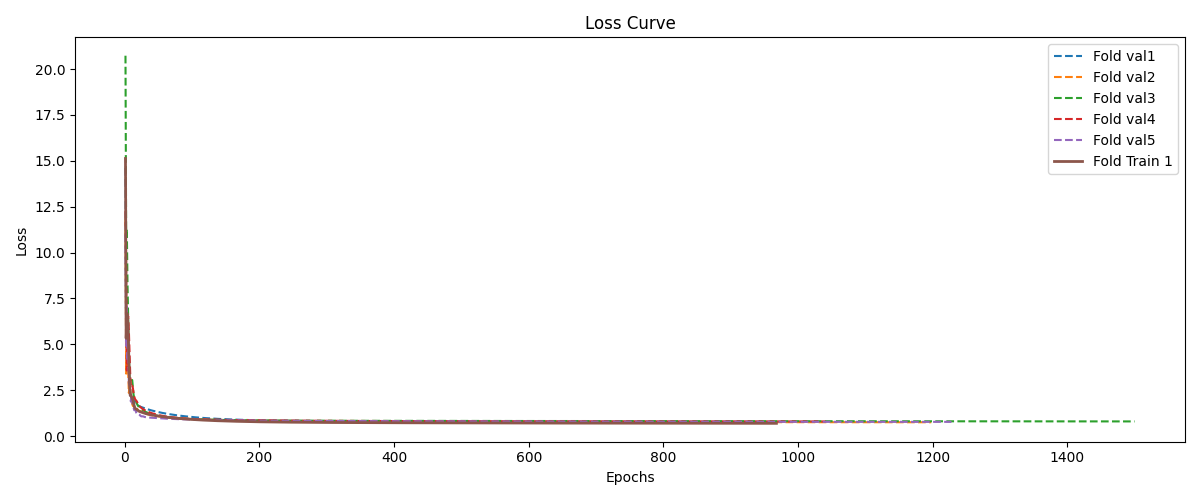 Loss Curve
20.0
17.5
15.0
12.5
10.0
7.5
5.0
2.5
0.0
Loss
0 200 400 600 800 1000 1200 1400
Epochs
Fold val1
Fold val2
Fold val3
Fold val4
Fold val5
Fold Train 1